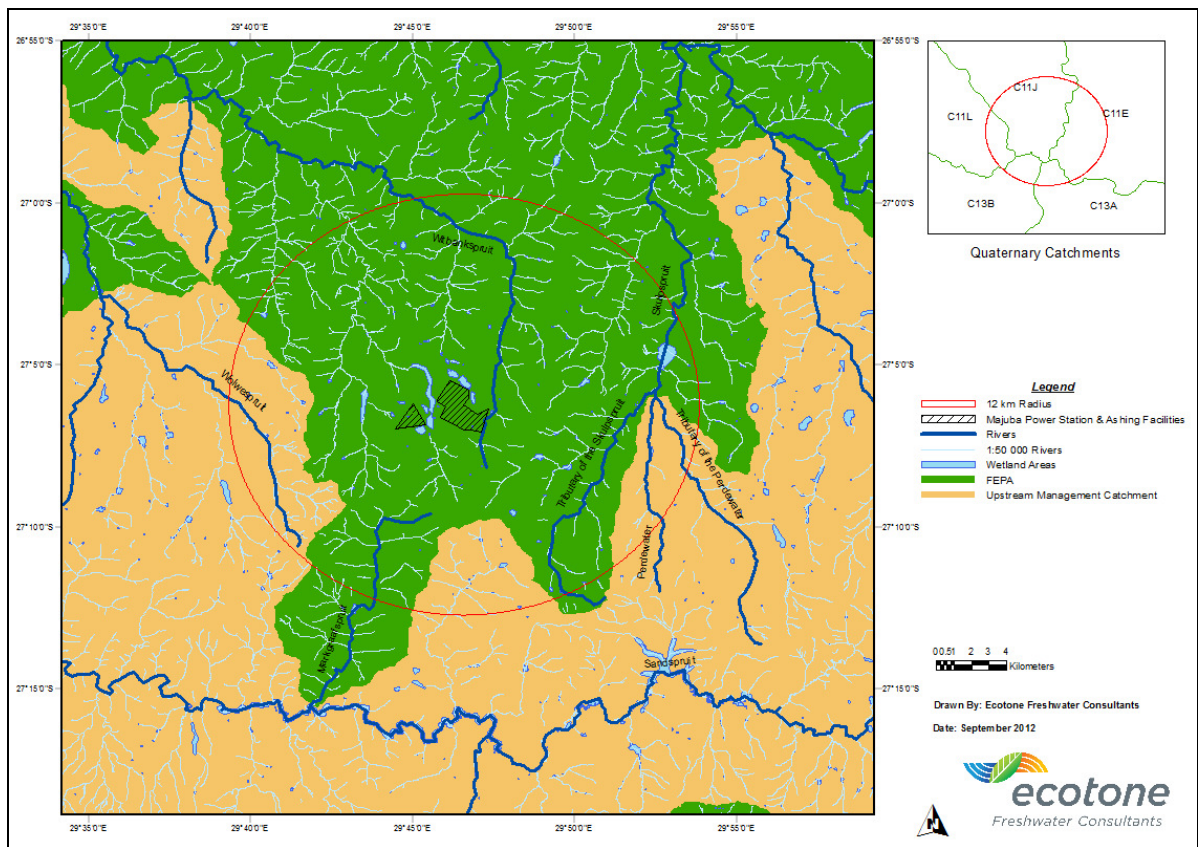 29°35'0"E 29°40'0"E 29°45'0"E 29°50'0"E 29°55'0"E
26°55'0"S 26°55'0"S
27°0'0"S 27°0'0"S
27°5'0"S 27°5'0"S
27°10'0"S 27°10'0"S
27°15'0"S 27°15'0"S
29°35'0"E 29°40'0"E 29°45'0"E 29°50'0"E 29°55'0"E
Witbankspruit
Skulpspruit
Wolwespruit
Tributary of the Skulpspruit
Tributary of the Perdewater
Perdewater
Markgraafspruit
Sandspruit
C11J
C11L
C11E
C13B
C13A
Quaternary Catchments
Legend
12 km Radius
Majuba Power Station & Ashing Facilities
Rivers
1:50 000 Rivers
Wetland Areas
FEPA
Upstream Management Catchment
00.51 2 3 4
Kilometers
Drawn By: Ecotone Freshwater Consultants
Date: September 2012
ecotone
Freshwater Consultants
N